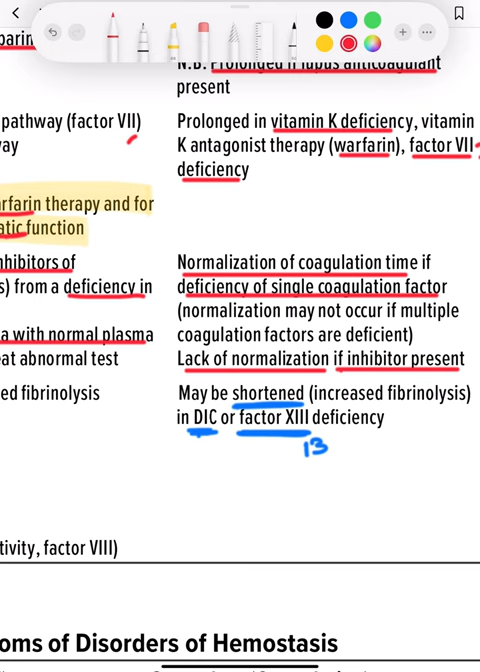 parin
N.B. Prolonged if lupus anticoagulant
present
pathway (factor VII)
way
Prolonged in vitamin K deficiency, vitamin
K antagonist therapy (warfarin), factor VII
deficiency
arfarin therapy and for
atic function
nhibitors of
s) from a deficiency in
a with normal plasma
eat abnormal test
Normalization of coagulation time if
deficiency of single coagulation factor
(normalization may not occur if multiple
coagulation factors are deficient)
Lack of normalization if inhibitor present
ed fibrinolysis
May be shortened (increased fibrinolysis)
in DIC or factor XIII deficiency
13
tivity, factor VIII)
oms of Disorders of Hemostasis